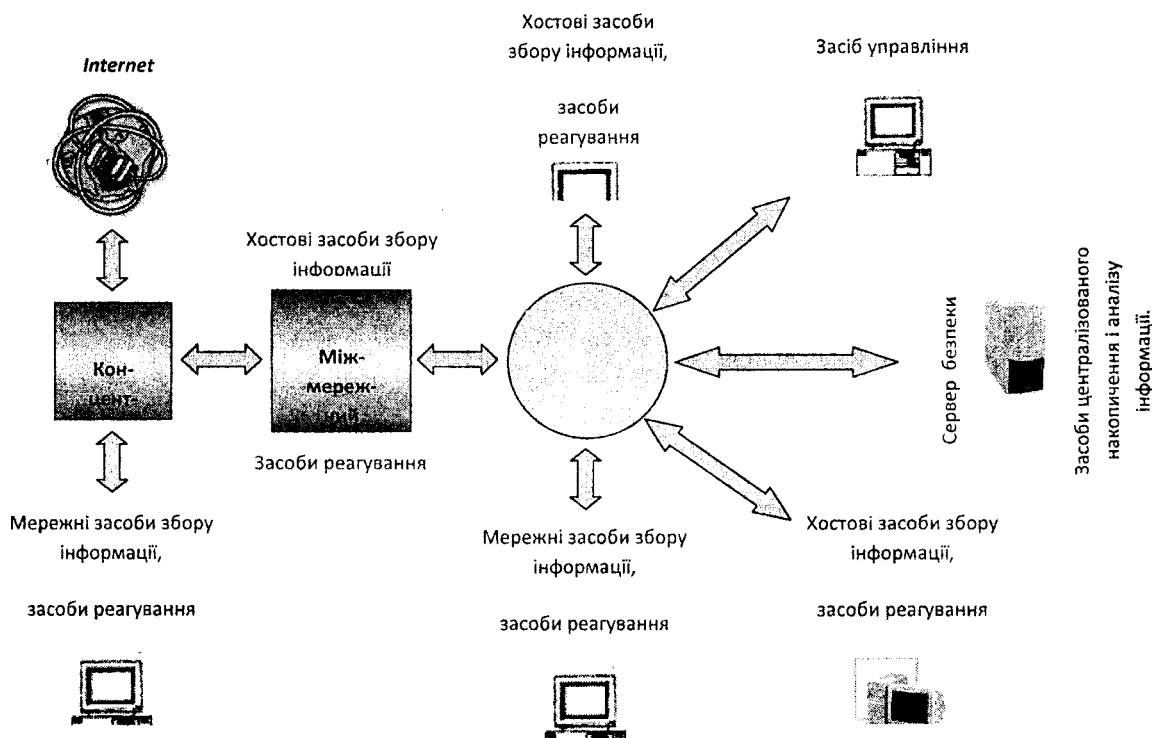 Internet
Хостові засоби
збору інформації,
засоби
реагування
Засіб управління
Хостові засоби збору
інформації
Кон-
цент-
Між-
мереж-
ний
Засоби реагування
Сервер безпеки
Засоби централізованого
накопичення і аналізу
інформації.
Мережні засоби збору
інформації,
засоби реагування
Мережні засоби збору
інформації,
засоби реагування
Хостові засоби збору
інформації,
засоби реагування